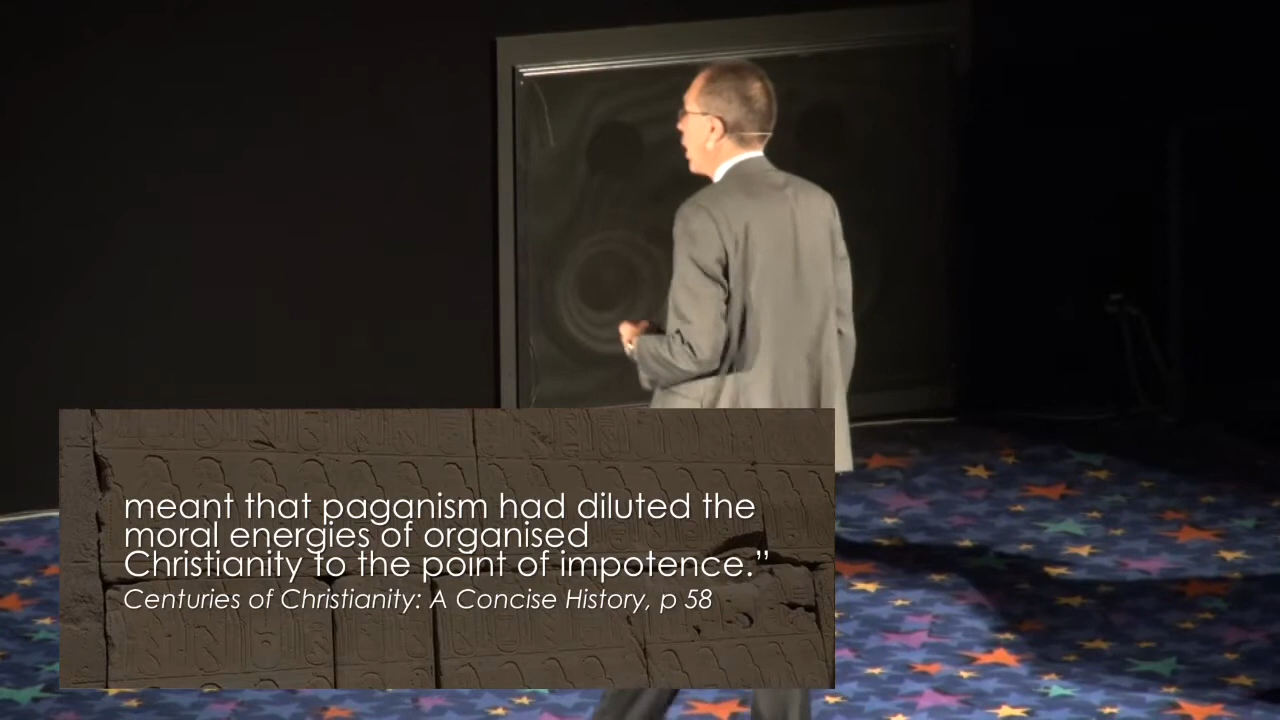 meant that paganism had diluted the
moral energies of organised
Christianity to the point of impotence.”
Centuries of Christianity: A Concise History, p 58